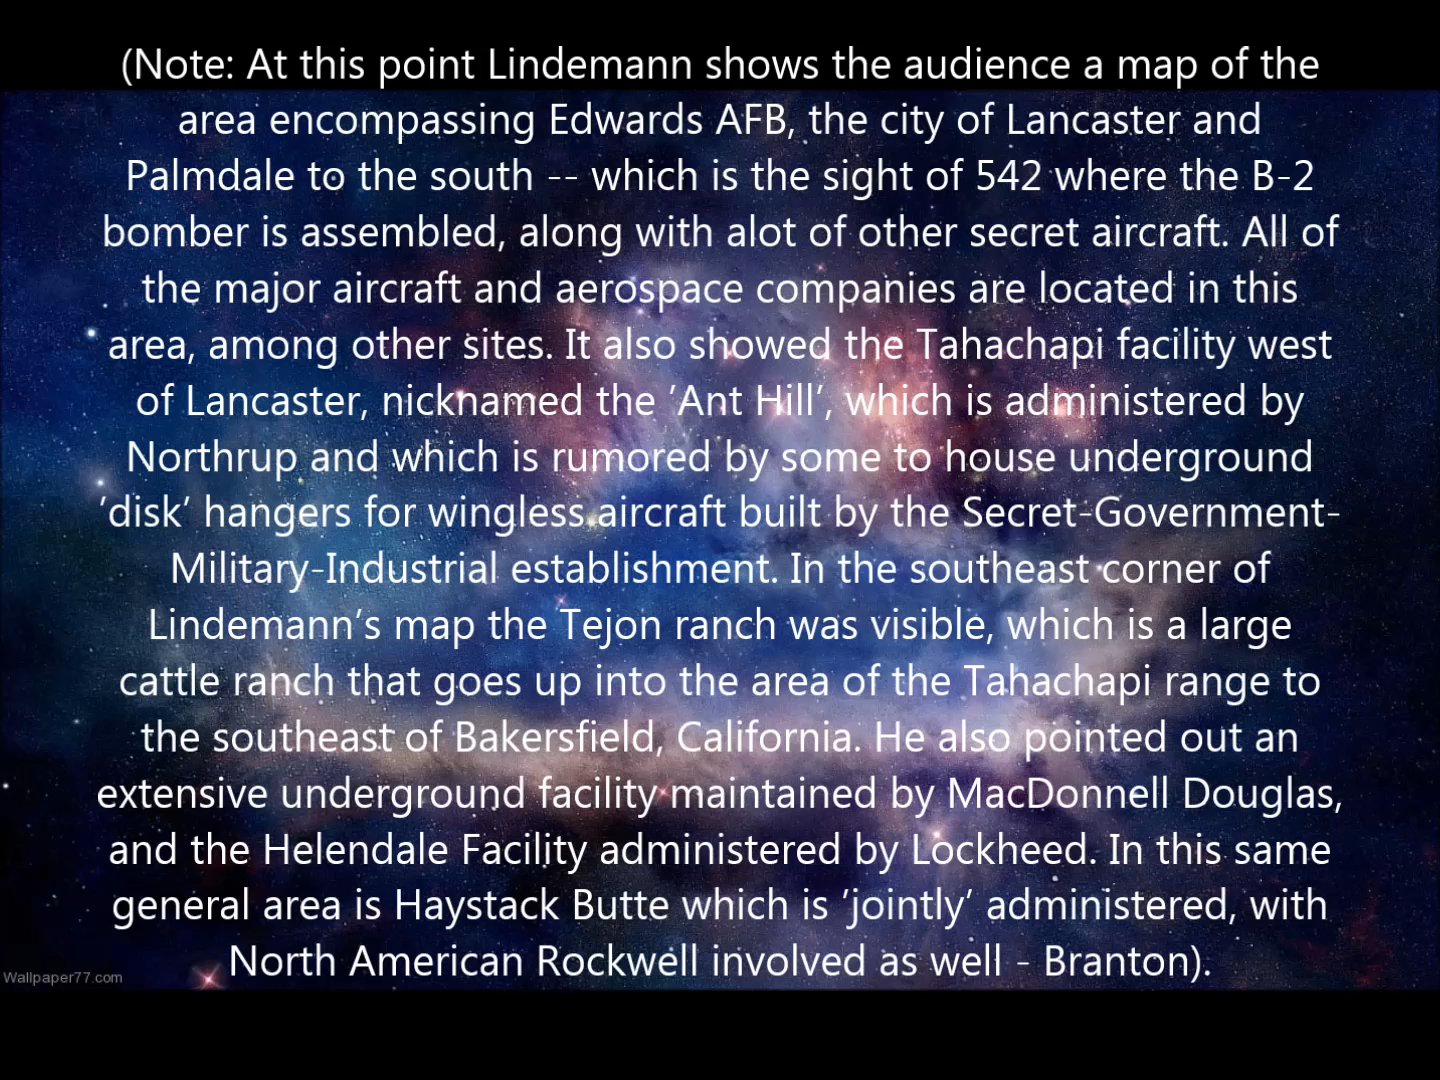 (Note: At this point Lindemann shows the audience a map of the
area encompassing Edwards AFB, the city of Lancaster and
Palmdale to the south -- which is the sight of 542 where the B-2
bomber is assembled, along with alot of other secret aircraft. All of
the major aircraft and aerospace companies are located in this
area, among other sites. It also showed the Tahachapi facility west
of Lancaster, nicknamed the ’Ant Hill’, which is administered by
Northrup and which is rumored by some to house underground
’disk’ hangers for wingless aircraft built by the Secret-Government-
Military-Industrial establishment. In the southeast corner of
Lindemann’s map the Tejon ranch was visible, which is a large
cattle ranch that goes up into the area of the Tahachapi range to
the southeast of Bakersfield, California. He also pointed out an
extensive underground facility maintained by MacDonnell Douglas,
and the Helendale Facility administered by Lockheed. In this same
general area is Haystack Butte which is ’jointly’ administered, with
North American Rockwell involved as well - Branton).
Wallpaper77.com